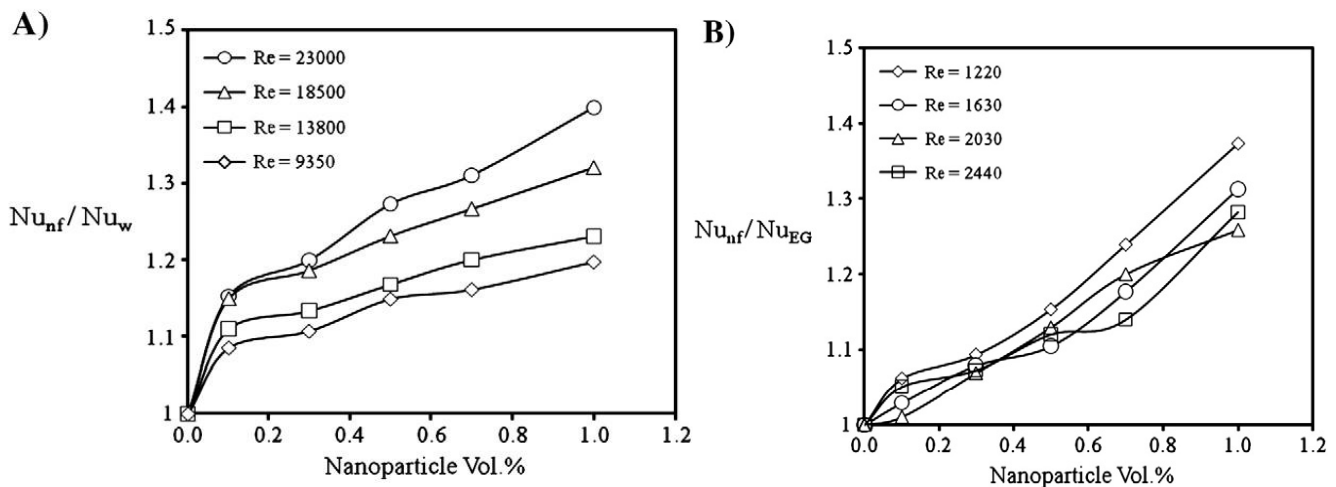 A)
1.5
1.4
1.3
1.2
1.1
1
Nu_nf / Nu_w
Re = 23000
Re = 18500
Re = 13800
Re = 9350
0.0 0.2 0.4 0.6 0.8 1.0 1.2
Nanoparticle Vol.%
B)
1.5
1.4
1.3
1.2
1.1
1
Nu_nf/Nu_EG
Re = 1220
Re = 1630
Re = 2030
Re = 2440
0.0 0.2 0.4 0.6 0.8 1.0 1.2
Nanoparticle Vol.%